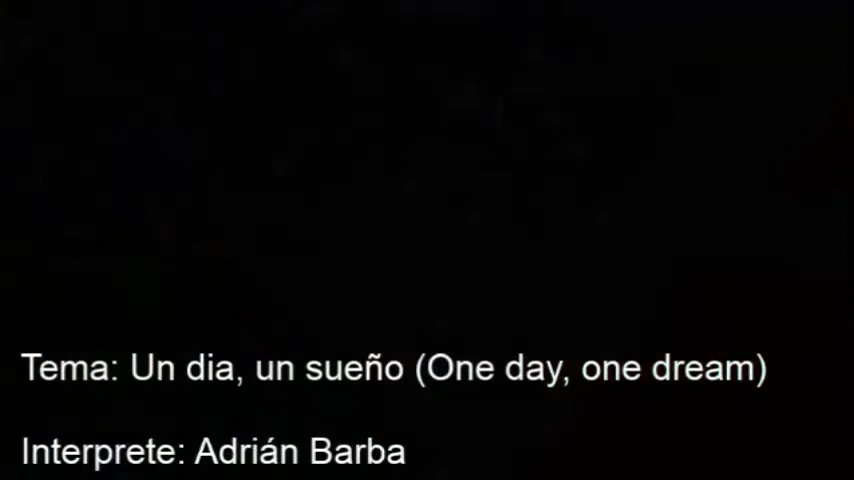 Tema: Un dia, un sueño (One day, one dream)
Interprete: Adrián Barba